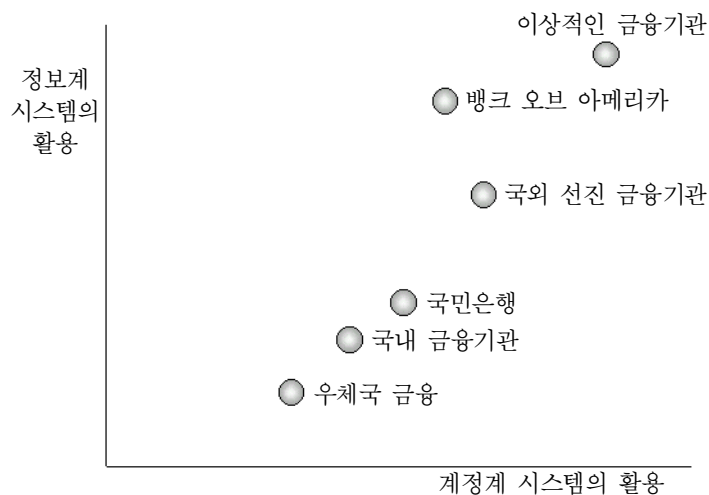 이상적인 금융기관
정보계
시스템의
활용
뱅크 오브 아메리카
국외 선진 금융기관
국민은행
국내 금융기관
우체국 금융
계정계 시스템의 활용